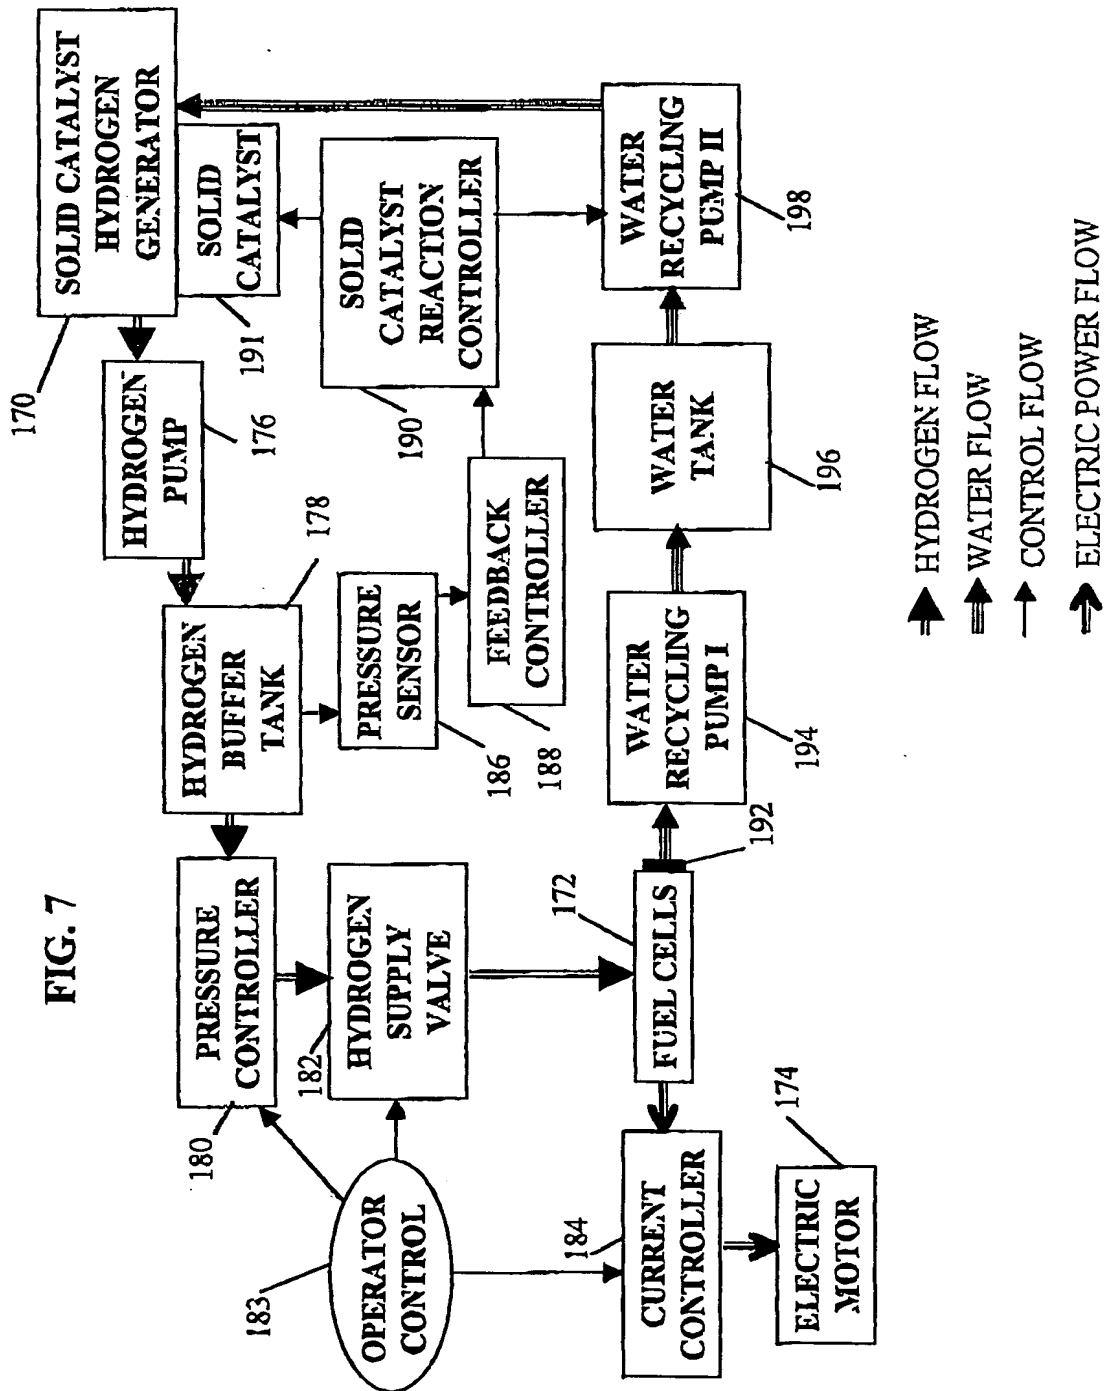 FIG. 7
170
SOLID CATALYST
HYDROGEN
GENERATOR
SOLID
CATALYST
191
HYDROGEN
PUMP
176
HYDROGEN
BUFFER
TANK
178
PRESSURE
CONTROLLER
180
HYDROGEN
SUPPLY
VALVE
182
OPERATOR
CONTROL
183
PRESSURE
SENSOR
186
FEEDBACK
CONTROLLER
188
SOLID
CATALYST
REACTION
CONTROLLER
190
CURRENT
CONTROLLER
184
ELECTRIC
MOTOR
174
FUEL CELLS
172
192
WATER
RECYCLING
PUMP I
194
WATER
TANK
196
WATER
RECYCLING
PUMP II
198
HYDROGEN FLOW
WATER FLOW
CONTROL FLOW
ELECTRIC POWER FLOW